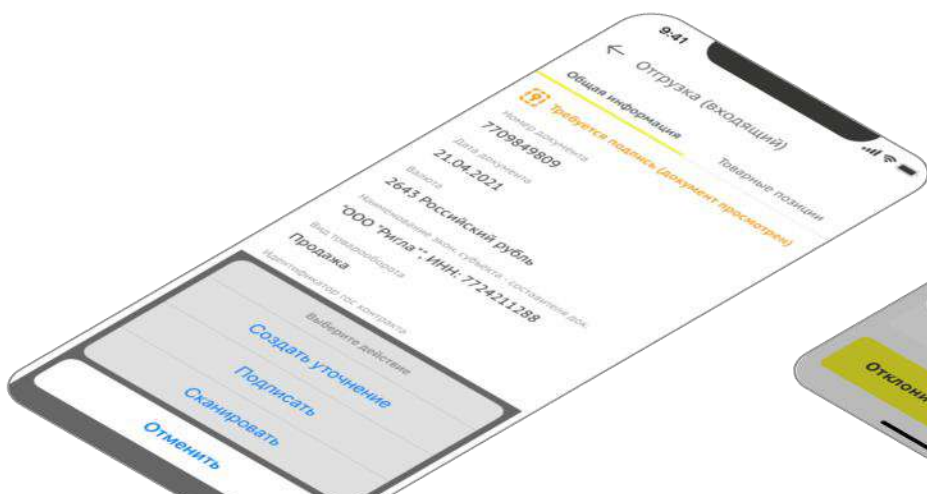 9:41
Отгрузка (входящий)
Общая информация
Товарные позиции
Требуется подпись (документ просмотрен)
Номер документа
7709849809
Дата документа
21.04.2021
Валюта
2643 Российский рубль
Наименование экон. субъекта - составителя док.
"ООО "Ригла"", ИНН: 7724211288
Вид товарооборота
Продажа
Идентификатор гос контракта
Выберите действие
Создать уточнение
Подписать
Сканировать
Отменить